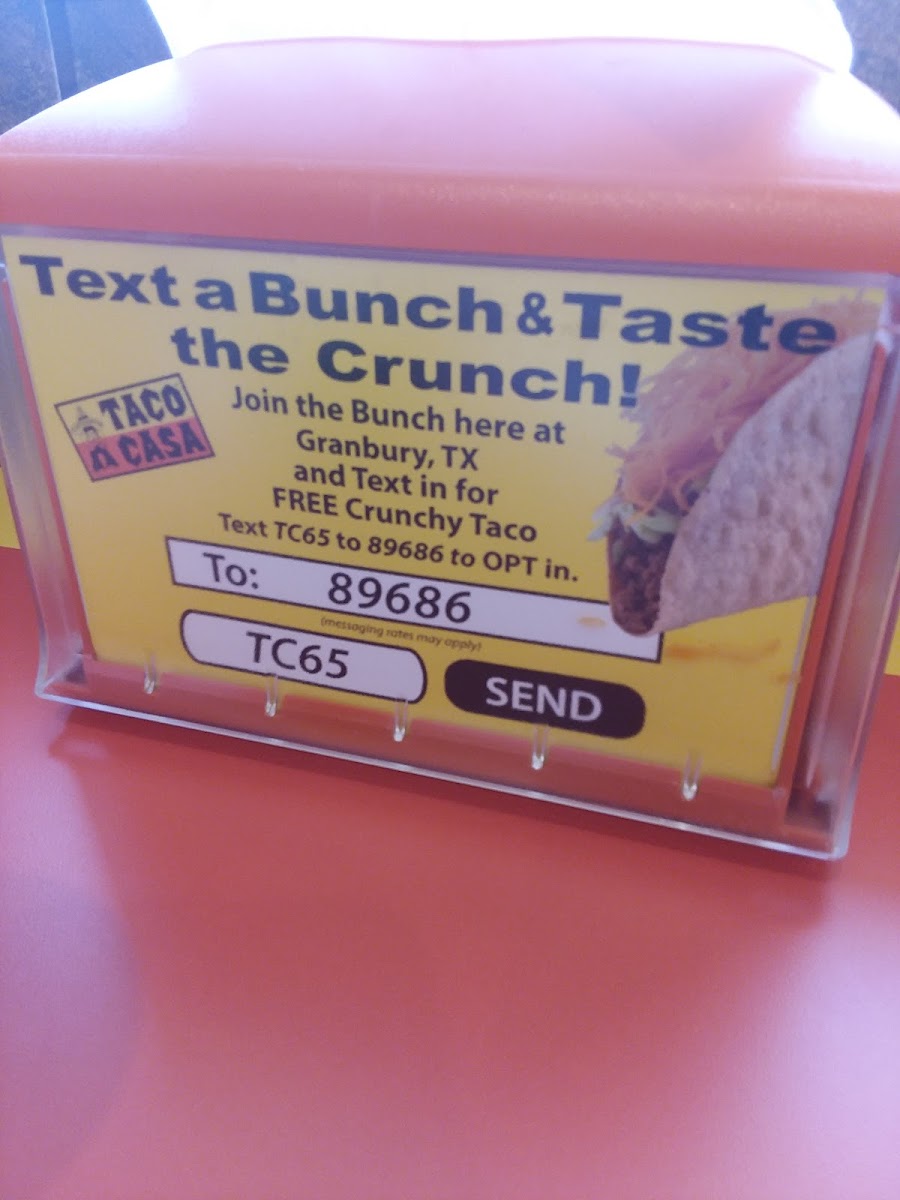 Text a Bunch & Taste
the Crunch!
TACO
CASA
Join the Bunch here at
Granbury, TX
and Text in for
FREE Crunchy Taco
Text TC65 to 89686 to OPT in.
To: 89686
(messaging rates may apply)
TC65
SEND